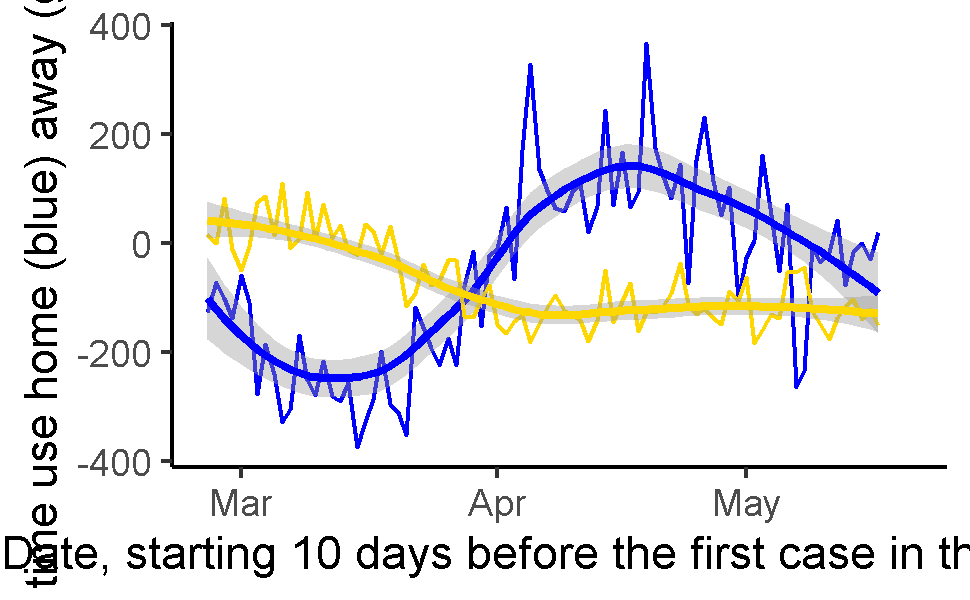 time use home (blue) away (
400
200
0
-200
-400
Mar Apr May
Date, starting 10 days before the first case in th